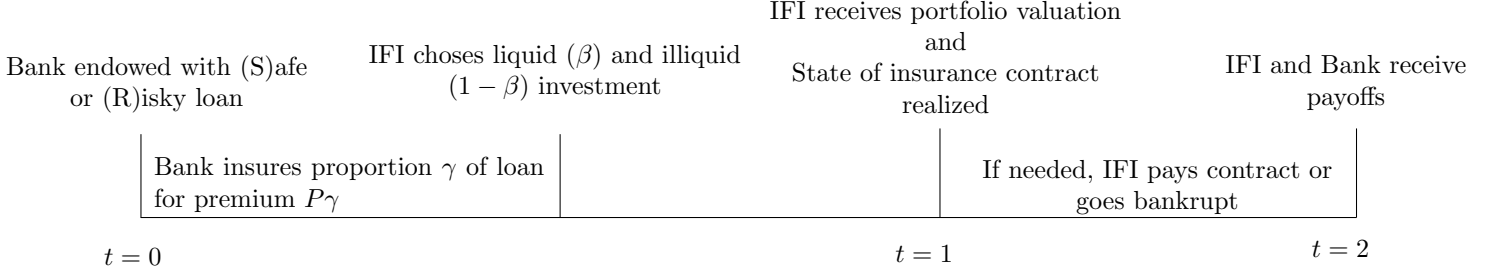 Bank endowed with (S)afe
or (R)isky loan
IFI choses liquid (β) and illiquid
(1 − β) investment
IFI receives portfolio valuation
and
State of insurance contract
realized
IFI and Bank receive
payoffs
Bank insures proportion γ of loan
for premium Pγ
If needed, IFI pays contract or
goes bankrupt
t = 0
t = 1
t = 2